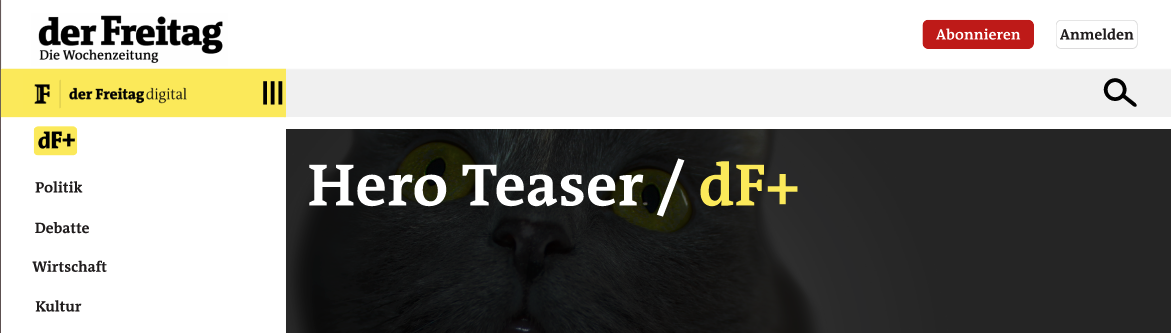 der Freitag
Die Wochenzeitung
Abonnieren
Anmelden
F
der Freitag digital
dF+
Politik
Debatte
Wirtschaft
Kultur
Hero Teaser / dF+